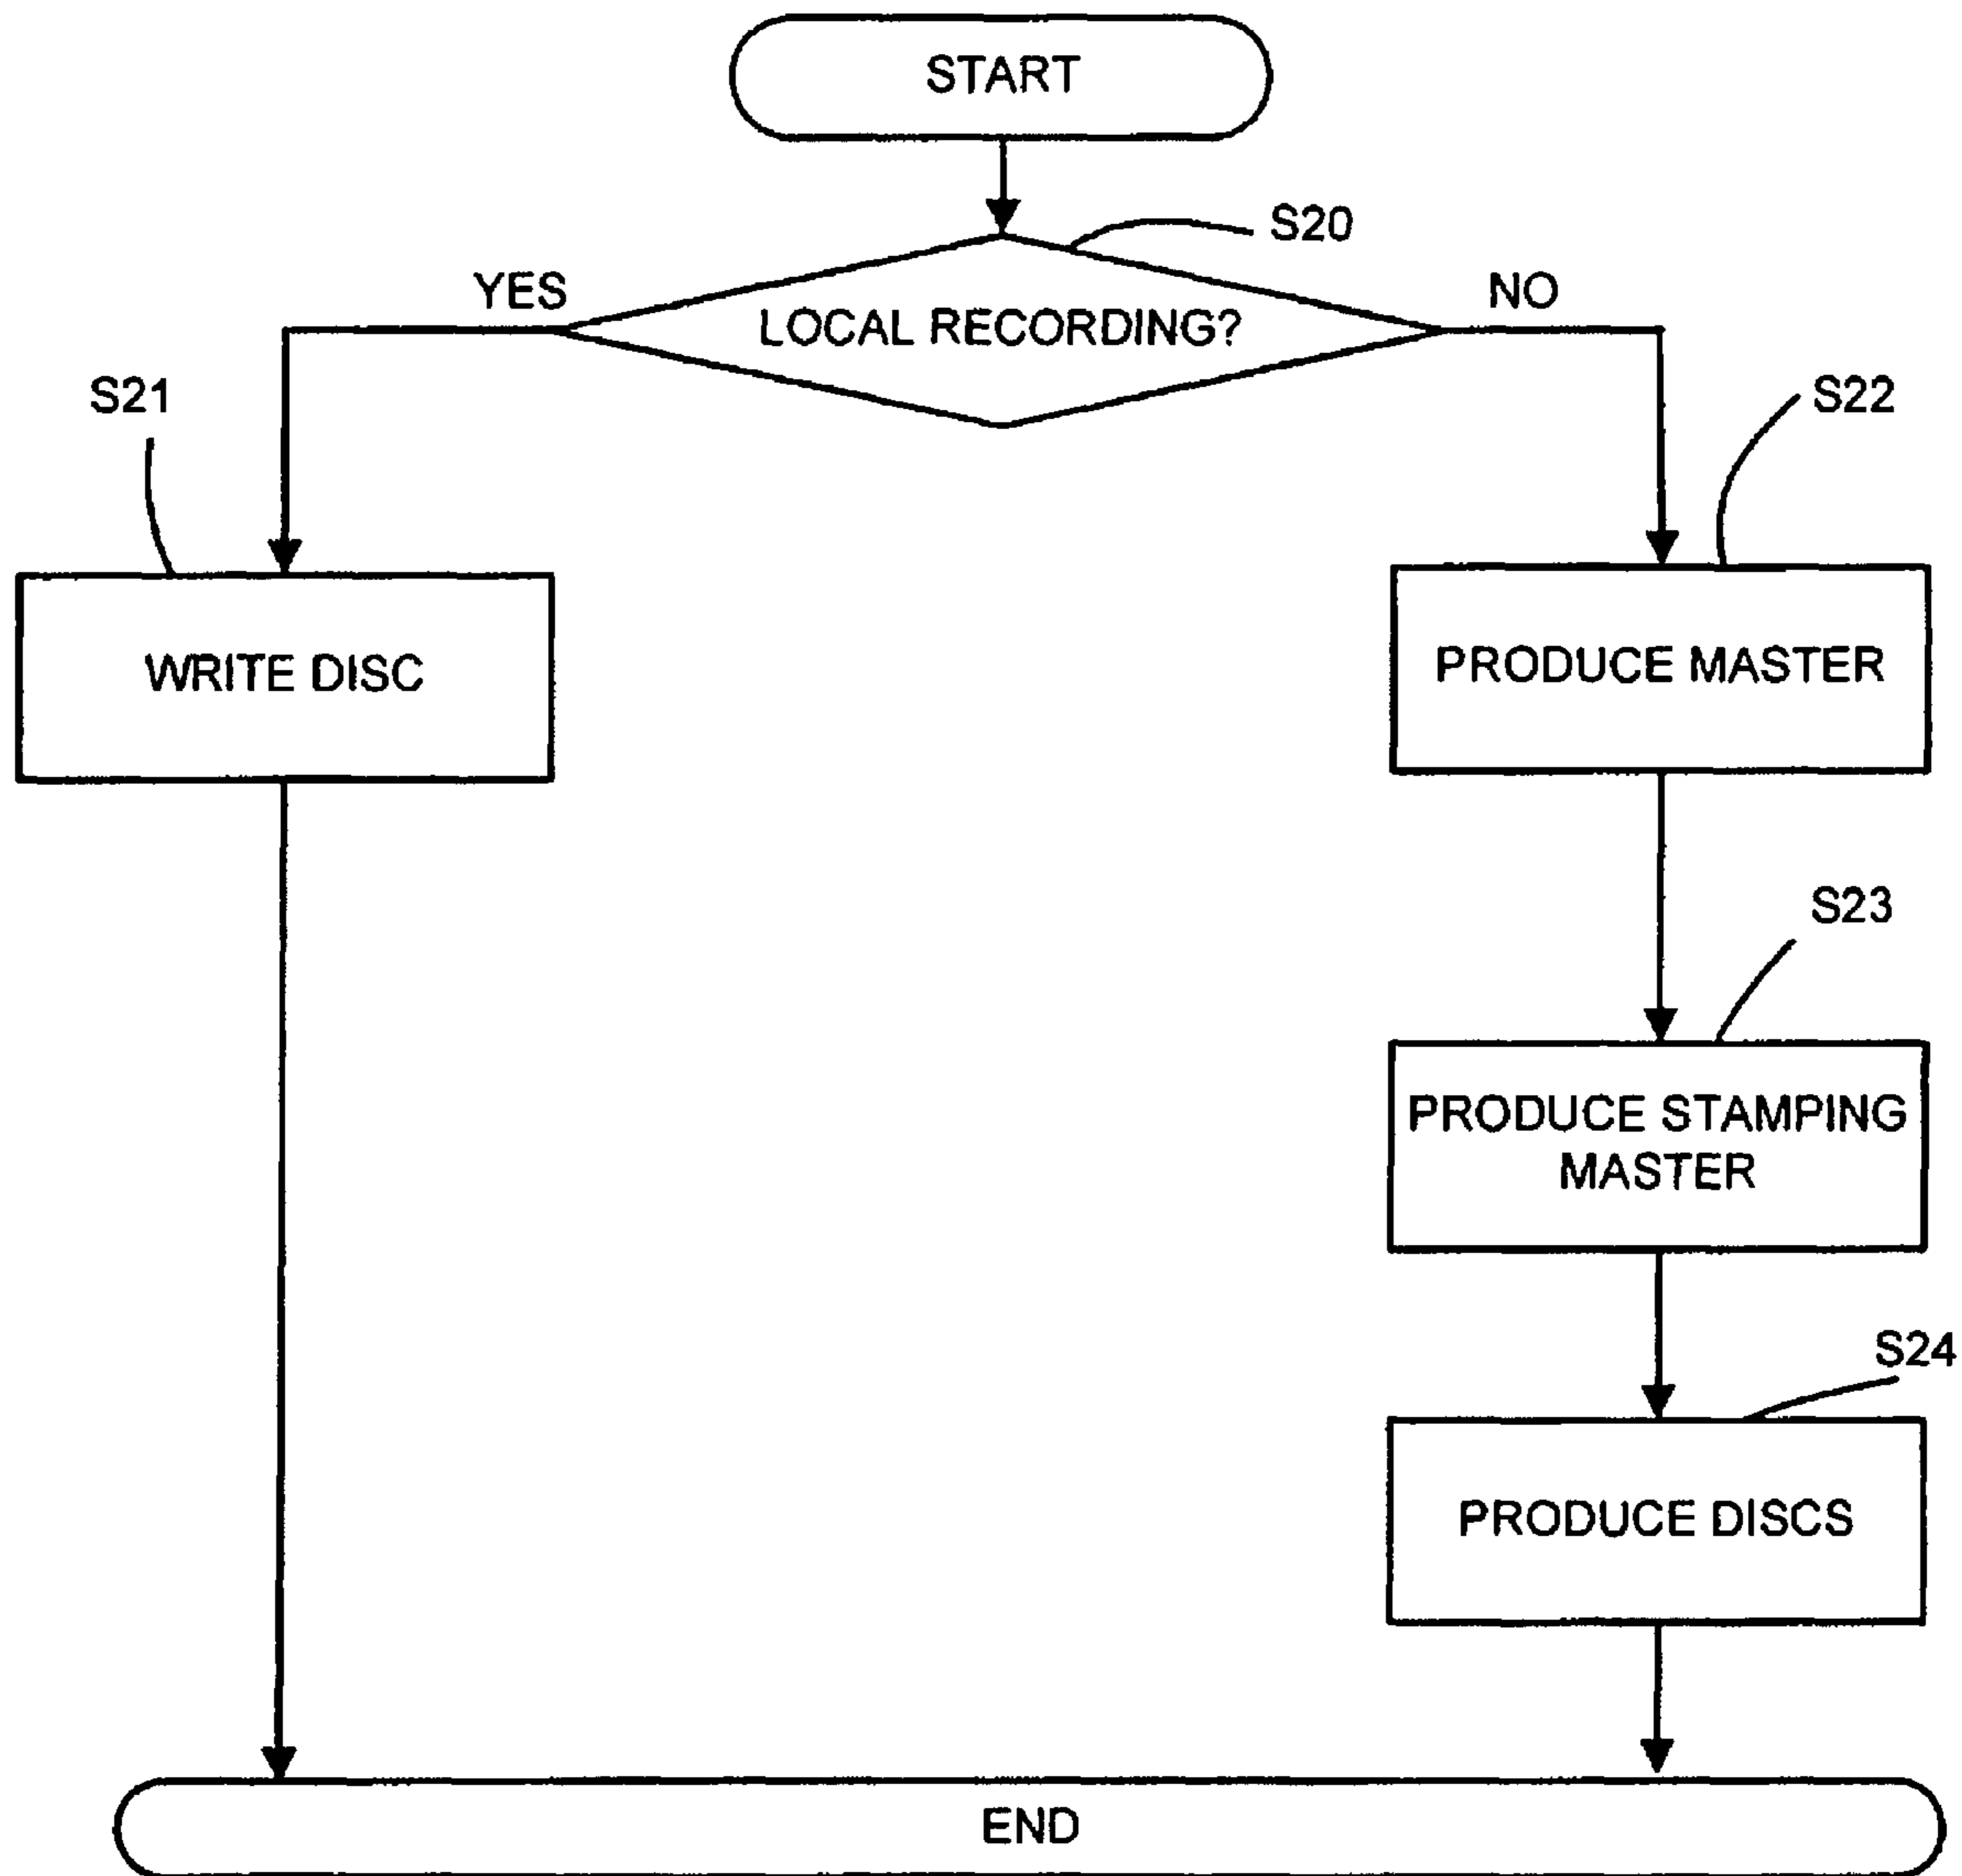 START
S20
YES
NO
LOCAL RECORDING?
S21
S22
WRITE DISC
PRODUCE MASTER
S23
PRODUCE STAMPING
MASTER
S24
PRODUCE DISCS
END